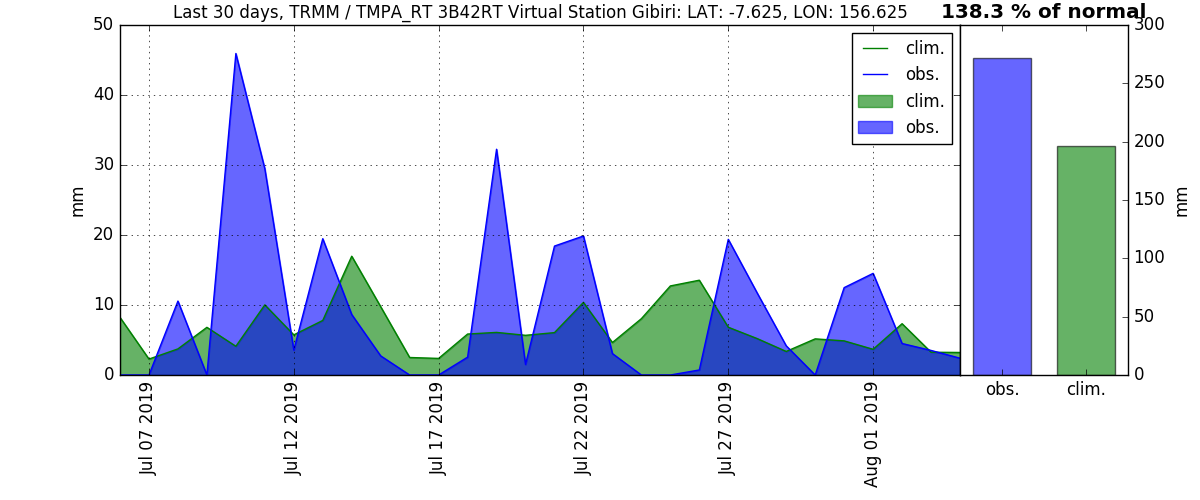 Last 30 days, TRMM / TMPA_RT 3B42RT Virtual Station Gibiri: LAT: -7.625, LON: 156.625
138.3 % of normal
50
40
30
20
10
0
mm
clim.
obs.
clim.
obs.
300
250
200
150
100
50
0
mm
Jul 07 2019
Jul 12 2019
Jul 17 2019
Jul 22 2019
Jul 27 2019
Aug 01 2019
obs.
clim.